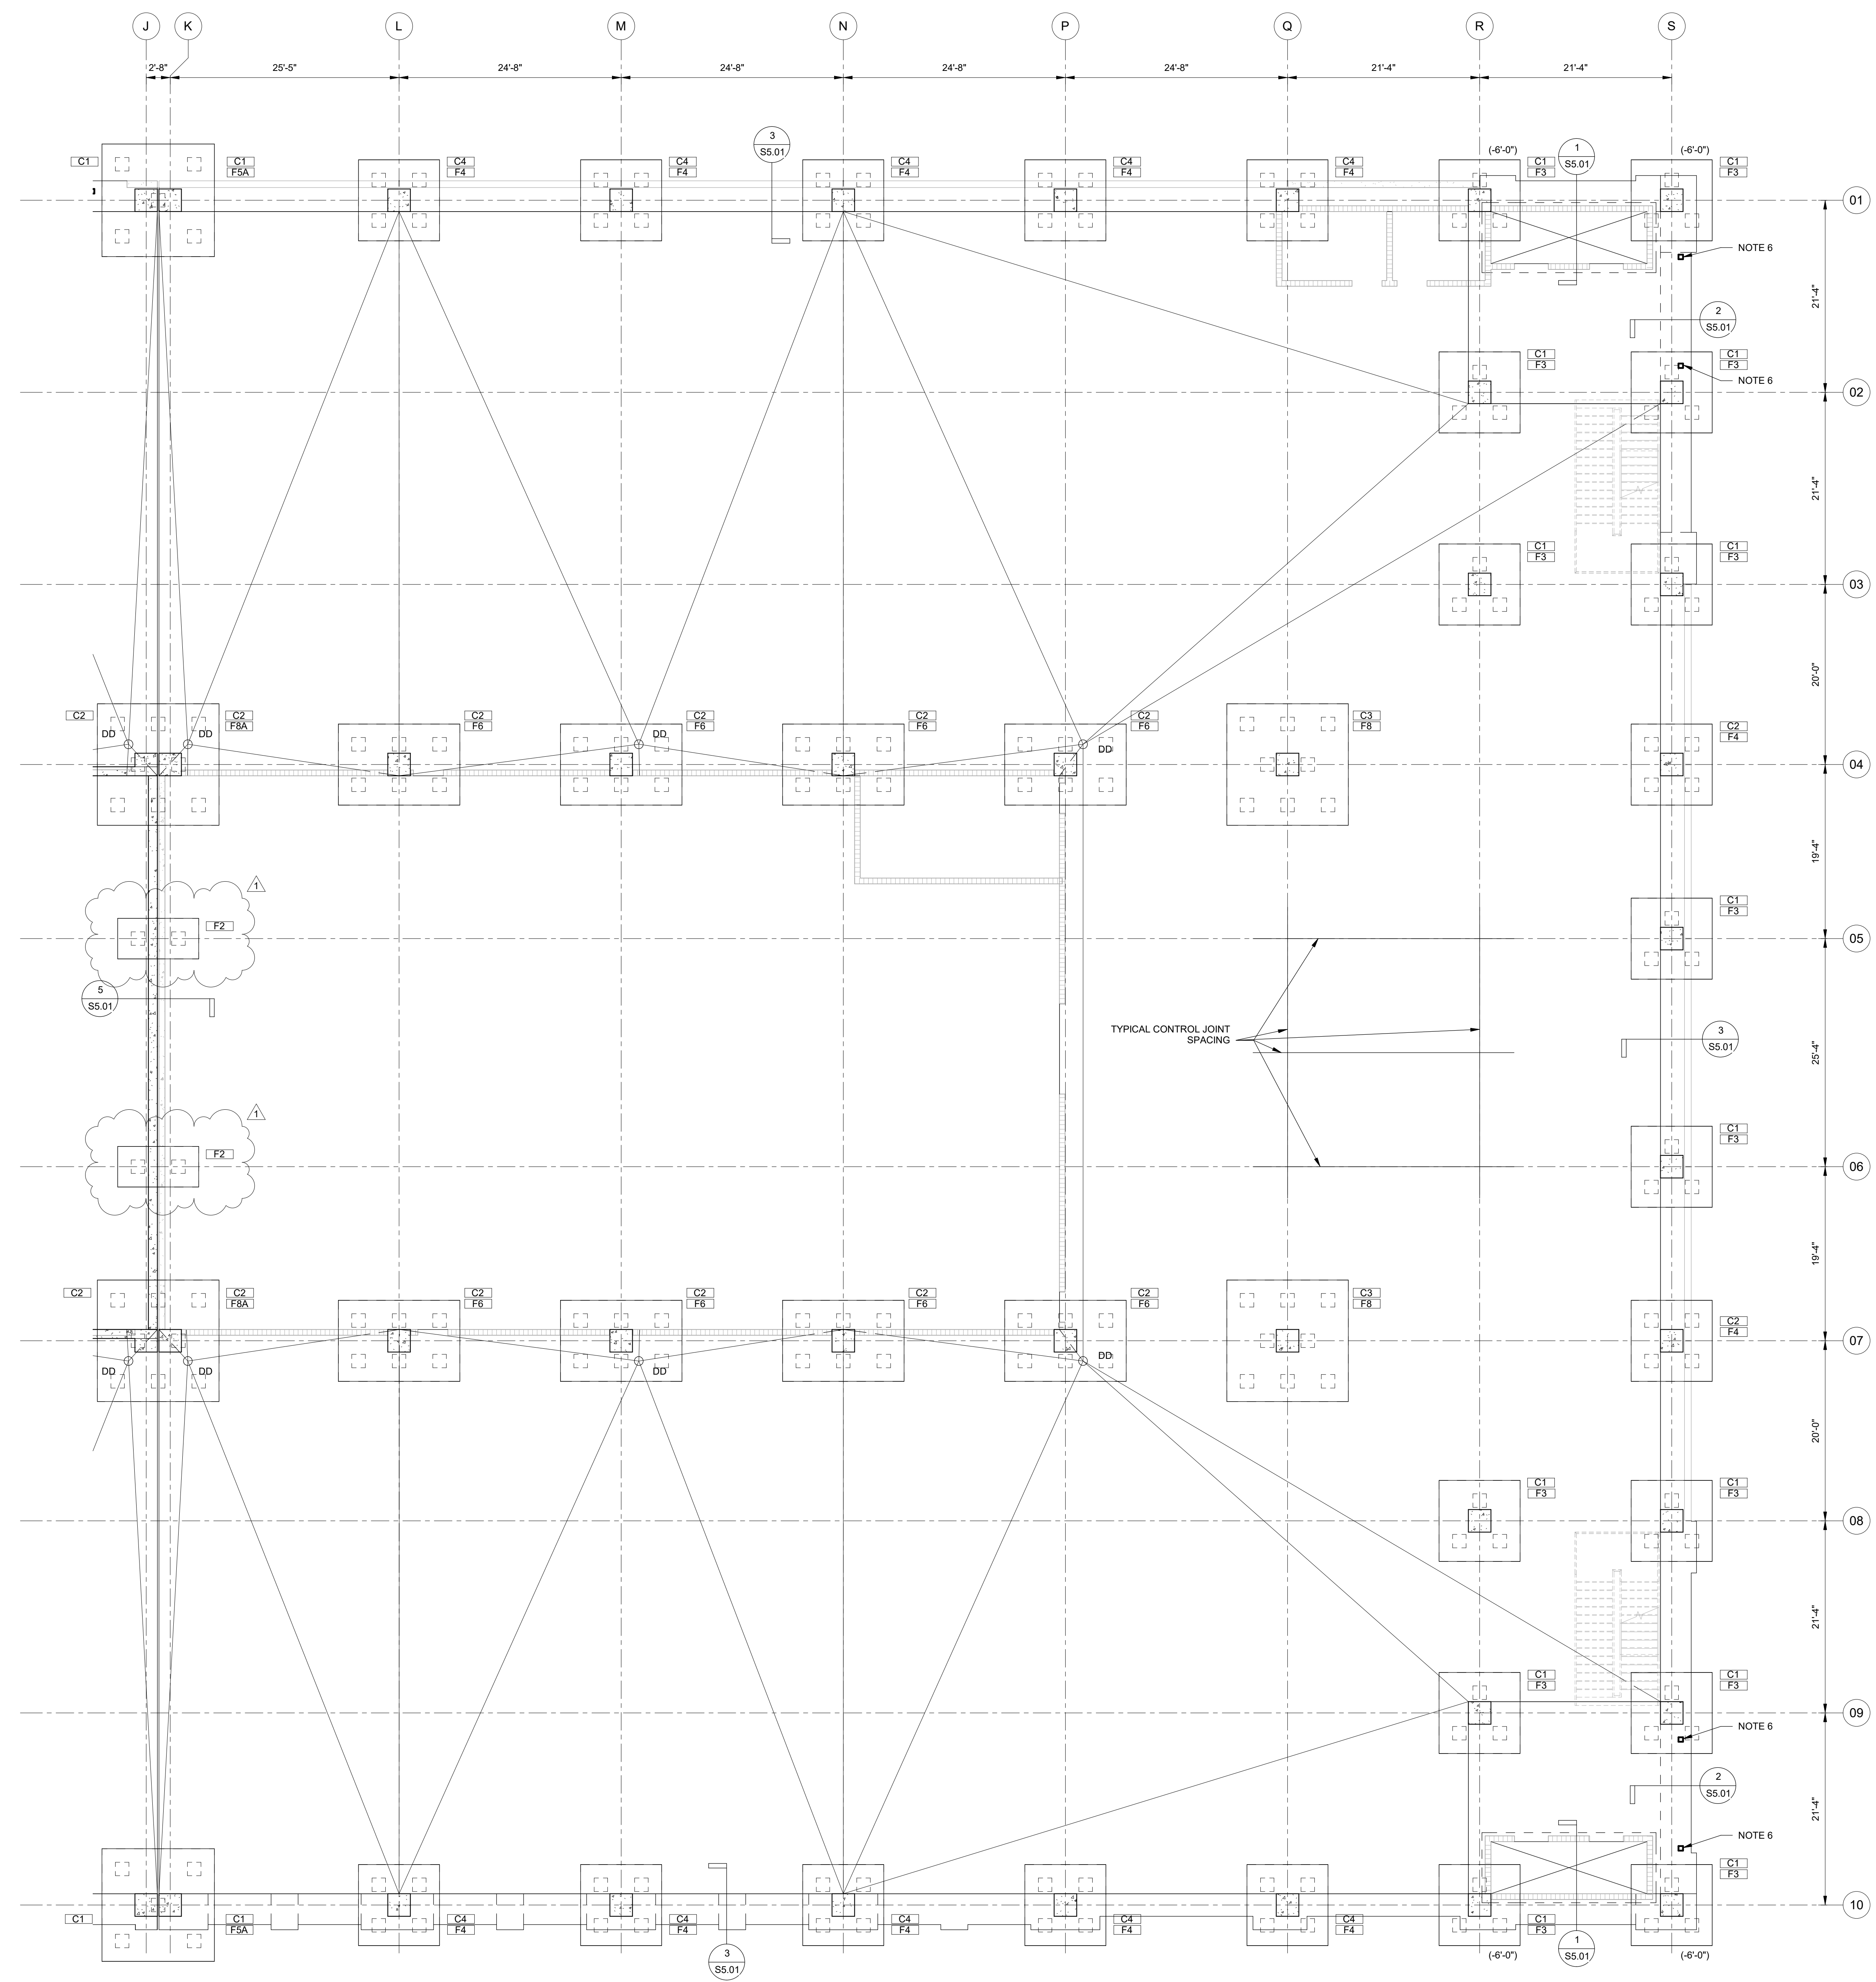 J K L M N P Q R S
2'-8" 25'-5" 24'-8" 24'-8" 24'-8" 24'-8" 21'-4" 21'-4"
3
S5.01
1
S5.01
(-6'-0") (-6'-0")
C1 C1 C4 C4 C4 C4 C4 C1 C1
F5A F4 F4 F4 F4 F4 F3 F3
01
NOTE 6
21'-4"
2
S5.01
C1 C1
F3 F3
NOTE 6
02
21'-4"
C1 C1
F3 F3
03
20'-0"
C2 C2 C2 C2 C2 C2 C3 C2
F8A F6 F6 F6 F6 F8 F4
DD DD DD DD
04
19'-4"
1
C1
F3
F2
05
5
S5.01
TYPICAL CONTROL JOINT
SPACING
3
S5.01
25'-4"
1
C1
F3
F2
06
19'-4"
C2 C2 C2 C2 C2 C2 C3 C2
F8A F6 F6 F6 F6 F8 F4
07
DD DD DD DD
20'-0"
C1 C1
F3 F3
08
21'-4"
C1 C1
F3 F3
09
NOTE 6
2
S5.01
21'-4"
NOTE 6
C1
F3
10
C1 C1 C4 C4 C4 C4 C4 C1
F5A F4 F4 F4 F4 F4 F3
3
S5.01
1
S5.01
(-6'-0") (-6'-0")